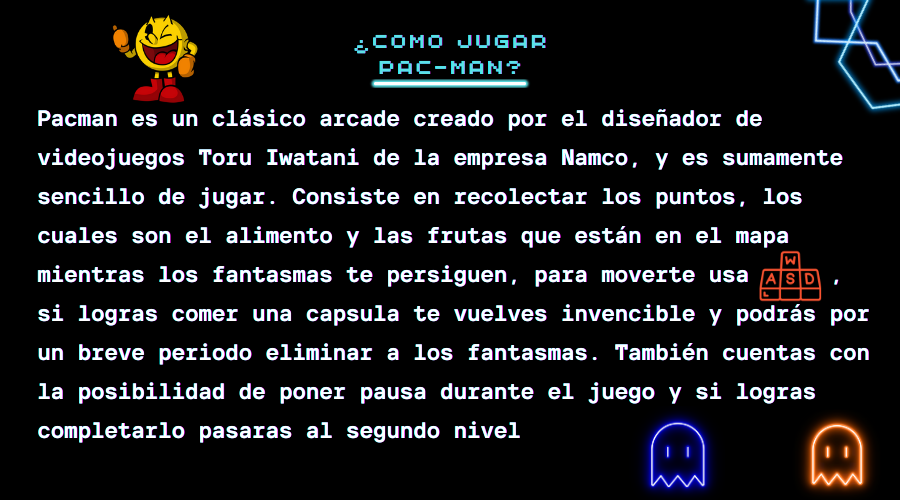 ¿COMO JUGAR
PAC-MAN?
Pacman es un clásico arcade creado por el diseñador de
videojuegos Toru Iwatani de la empresa Namco, y es sumamente
sencillo de jugar. Consiste en recolectar los puntos, los
cuales son el alimento y las frutas que están en el mapa
mientras los fantasmas te persiguen, para moverte usa W A S D ,
si logras comer una capsula te vuelves invencible y podrás por
un breve periodo eliminar a los fantasmas. También cuentas con
la posibilidad de poner pausa durante el juego y si logras
completarlo pasaras al segundo nivel